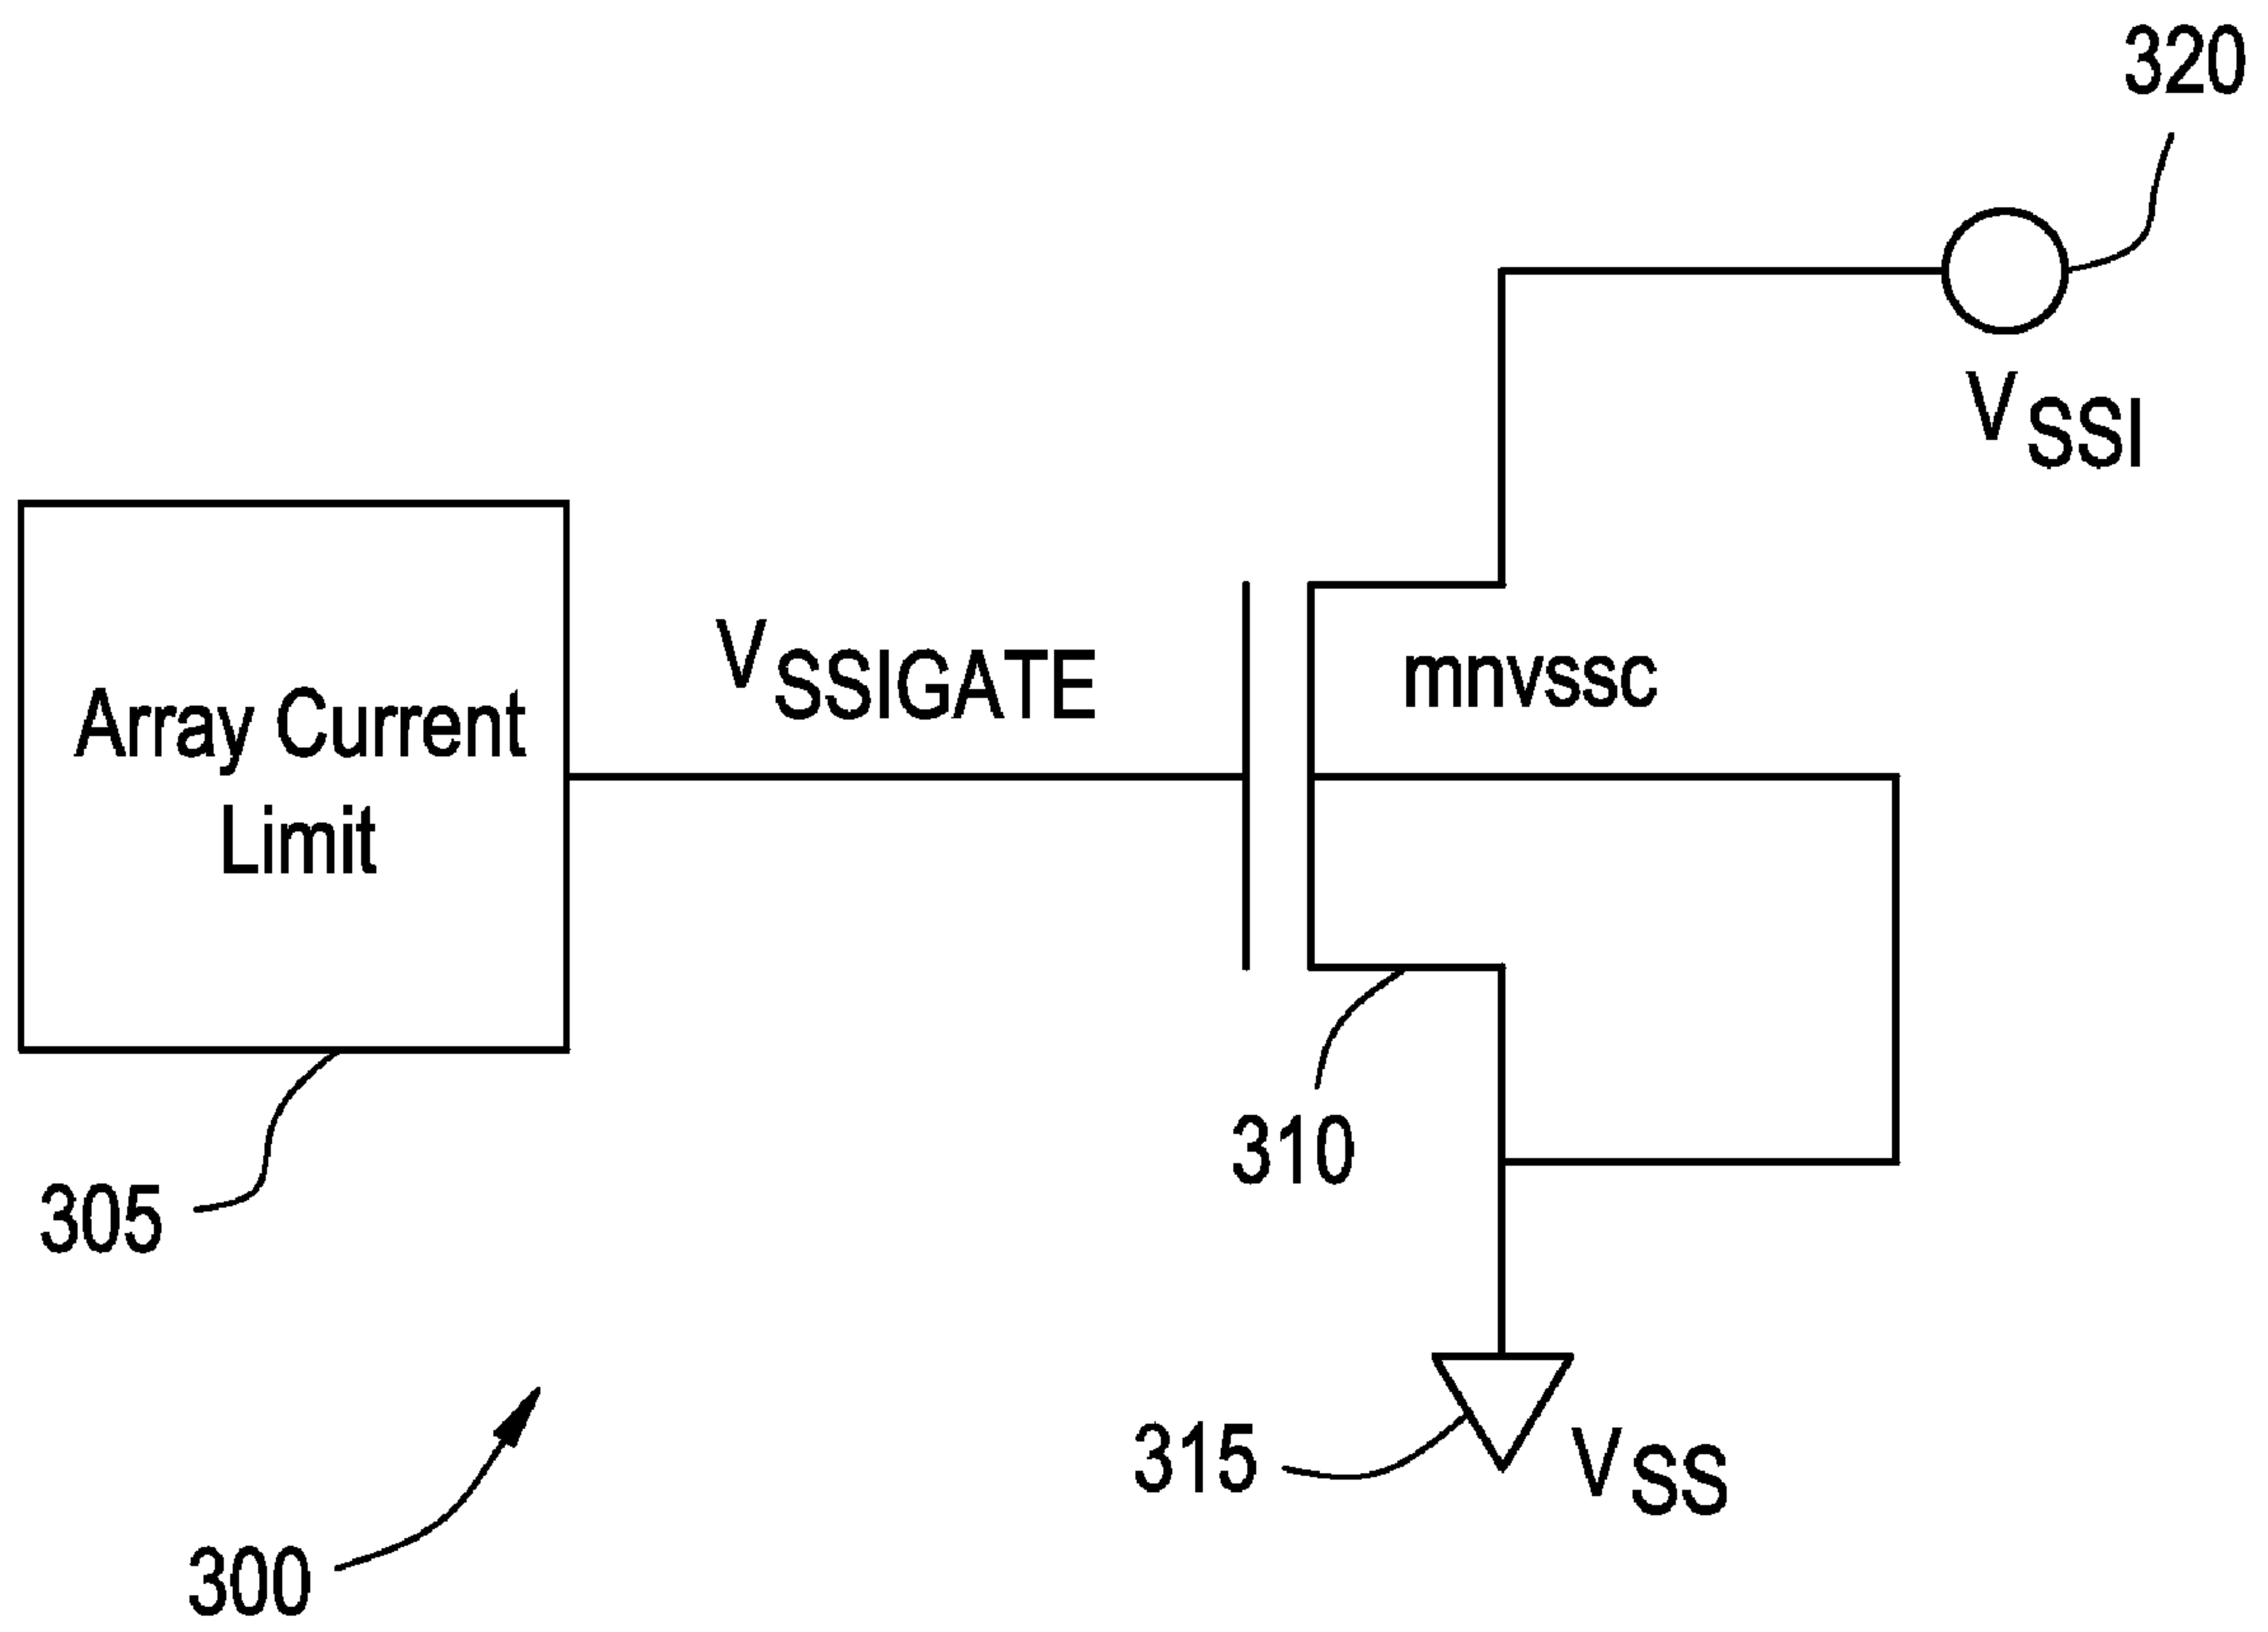 320
VSSI
VSSIGATE
mnvssc
Array Current
Limit
310
305
315
VSS
300